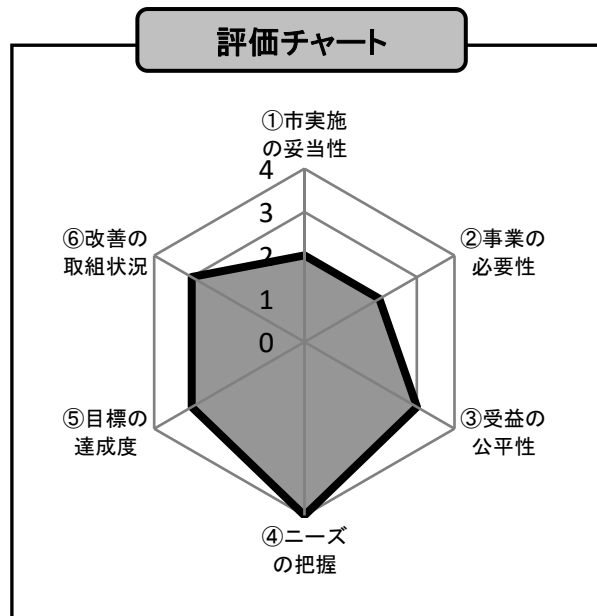 評価チャート
①市実施
の妥当性
4
3
2
1
0
②事業の
必要性
③受益の
公平性
④ニーズ
の把握
⑤目標の
達成度
⑥改善の
取組状況